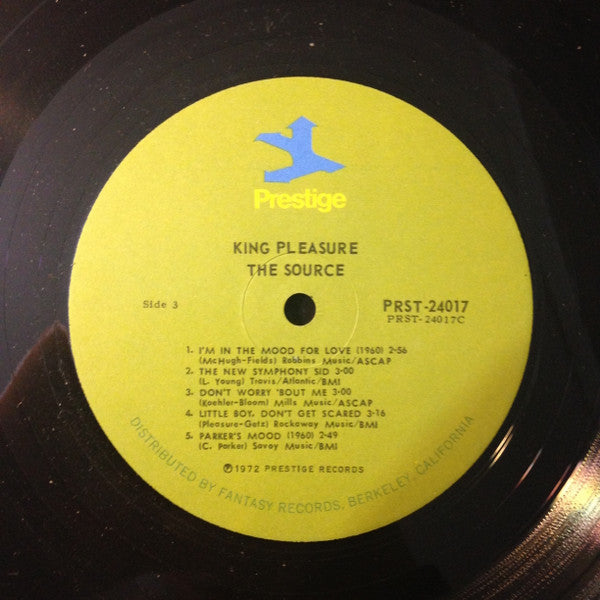 Prestige
KING PLEASURE
THE SOURCE
Side 3
PRST-24017
PRST-24017C
1. I'M IN THE MOOD FOR LOVE (1960) 2-56
(McHugh-Fields) Robbins Music/ASCAP
2. THE NEW SYMPHONY SID 3-00
(L. Young) Travis/Atlantic/BMI
3. DON'T WORRY 'BOUT ME 3-00
(Koehler-Bloom) Mills Music/ASCAP
4. LITTLE BOY, DON'T GET SCARED 3-16
(Pleasure-Getz) Rockaway Music/BMI
5. PARKER'S MOOD (1960) 2-49
(C. Parker) Savoy Music/BMI
℗1972 PRESTIGE RECORDS
DISTRIBUTED BY FANTASY RECORDS, BERKELEY, CALIFORNIA